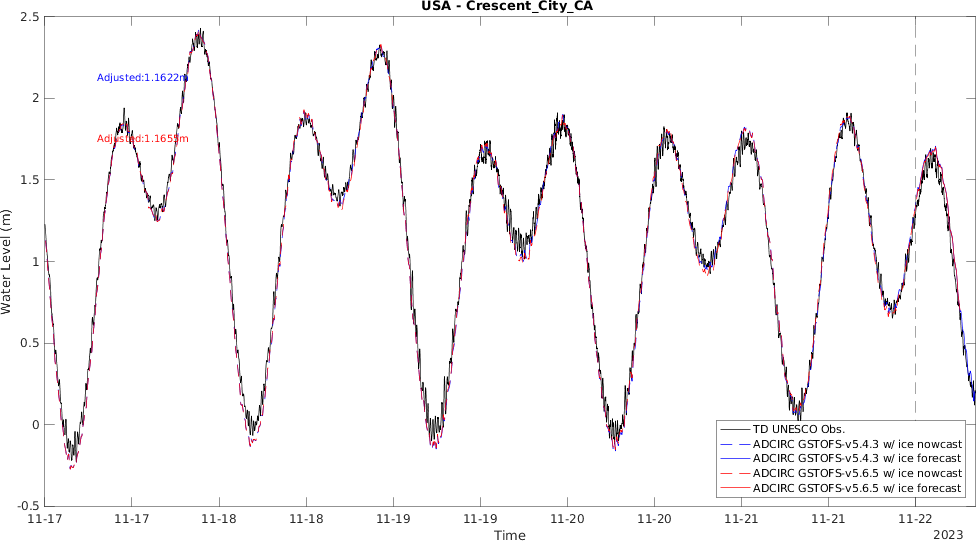 USA - Crescent_City_CA
2.5
2
1.5
1
0.5
0
-0.5
Water Level (m)
Adjusted:1.1622m
Adjusted:1.1655m
TD UNESCO Obs.
ADCIRC GSTOFS-v5.4.3 w/ ice nowcast
ADCIRC GSTOFS-v5.4.3 w/ ice forecast
ADCIRC GSTOFS-v5.6.5 w/ ice nowcast
ADCIRC GSTOFS-v5.6.5 w/ ice forecast
11-17 11-17 11-18 11-18 11-19 11-19 11-20 11-20 11-21 11-21 11-22
Time
2023